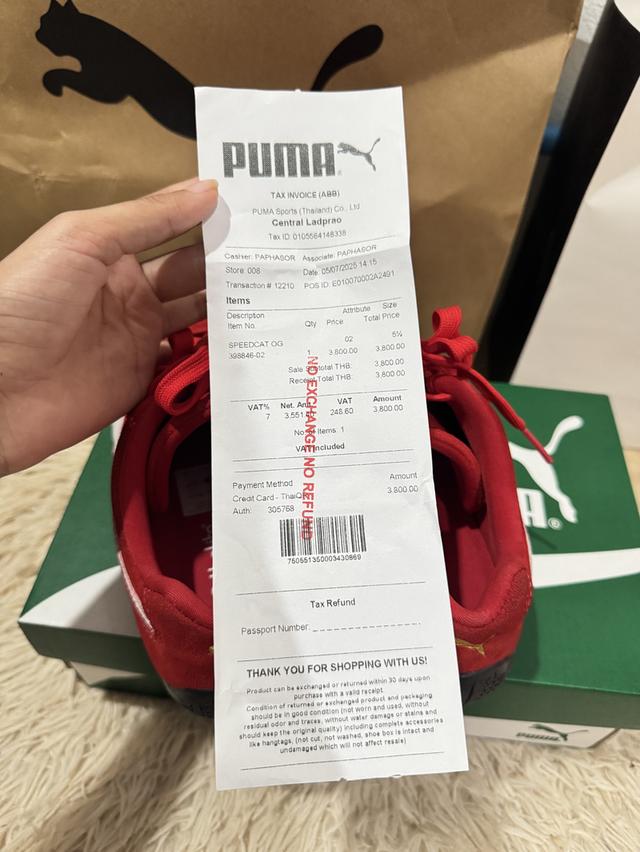 PUMA
TAX INVOICE (ABB)
PUMA Sports (Thailand) Co., Ltd
Central Ladprao
Tax ID: 0105564148338
Casher: PAPHASOR Associate: PAPHASOR
Store: 008 Date: 05/07/2025 14:15
Transaction # 12210 POS ID: E010070002A2491
Items
Description Attribute Size
Item No. Qty Price Total Price
SPEEDCAT OG 02 5½
398846-02 1 3,800.00 3,800.00
Sale Subtotal THB: 3,800.00
Receipt Total THB: 3,800.00
VAT% Net. VAT Amount
7 248.60 3,800.00
No. Items: 1
VAT Included
NO EXCHANGE NO REFUND
Payment Method Amount
Credit Card - 3,800.00
Auth: 305768
750551350003430869
Tax Refund
Passport Number:
THANK YOU FOR SHOPPING WITH US!
Product can be exchanged or returned within 30 days upon
purchase with a valid receipt.
Condition of returned or exchanged product and packaging
should be in good condition (not worn and used, without
residual odor and traces, without water damage or stains and
should keep the original quality) including complete accessories
like hangtags, (not cut, not washed, shoe box is intact and
undamaged which will not affect resale)